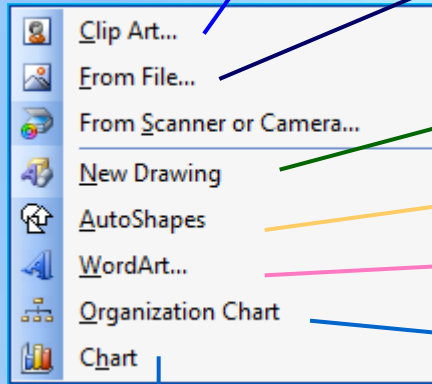 Clip Art...
From File...
From Scanner or Camera...
New Drawing
AutoShapes
WordArt...
Organization Chart
Chart